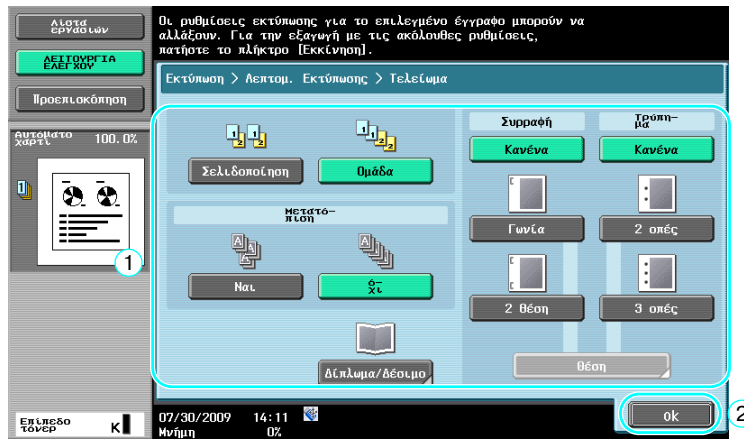 Λίστα
εργασιών
ΛΕΙΤΟΥΡΓΙΑ
ΕΛΕΓΧΟΥ
Προεπισκόπηση
Αυτόματο
χαρτί
100.0%
1
Επίπεδο
τόνερ
K
Οι ρυθμίσεις εκτύπωσης για το επιλεγμένο έγγραφο μπορούν να
αλλάξουν. Για την εξαγωγή με τις ακόλουθες ρυθμίσεις,
πατήστε το πλήκτρο [Εκκίνηση].
Εκτύπωση > Λεπτομ. Εκτύπωσης > Τελείωμα
Σελιδοποίηση
Ομάδα
Μετατό-
πιση
Ναι
ό-
χι
Δίπλωμα/Δέσιμο
Συρραφή
Τρύπη-
μα
Κανένα
Κανένα
Γωνία
2 οπές
2 θέση
3 οπές
θέση
07/30/2009 14:11
Μνήμη 0%
Ok
2